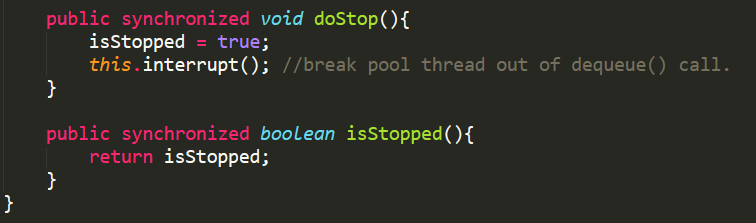 public synchronized void doStop(){
isStopped = true;
this.interrupt(); //break pool thread out of dequeue() call.
}
public synchronized boolean isStopped(){
return isStopped;
}
}